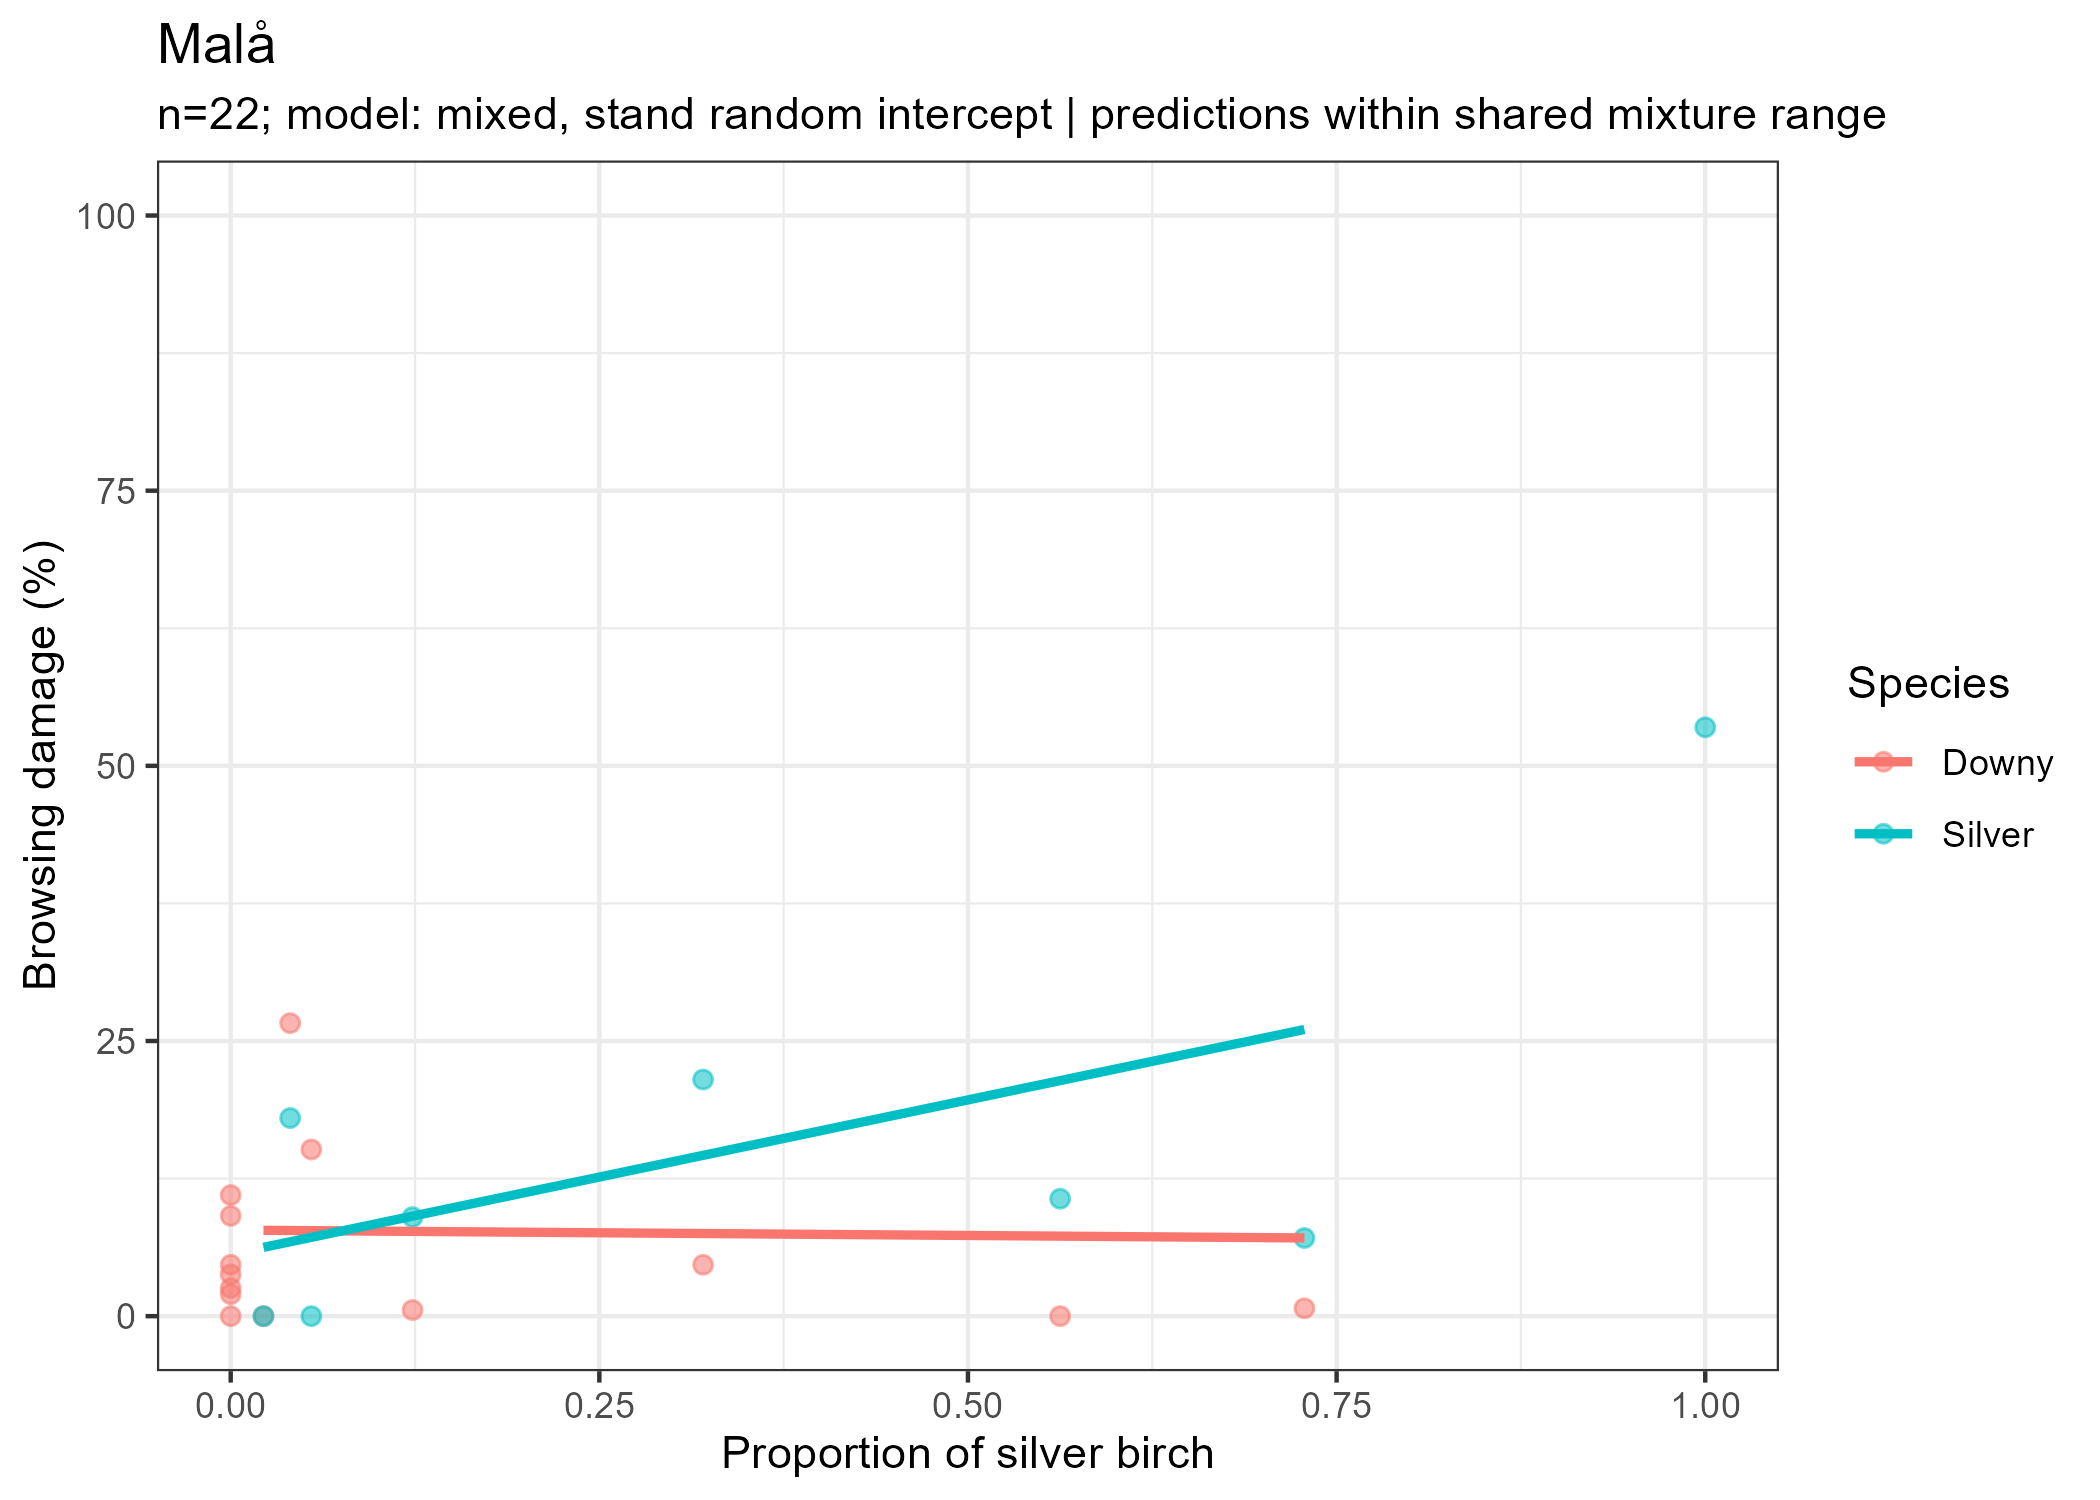 Malå
n=22; model: mixed, stand random intercept | predictions within shared mixture range
100
75
50
25
0
Browsing damage (%)
0.00 0.25 0.50 0.75 1.00
Proportion of silver birch
Species
Downy
Silver